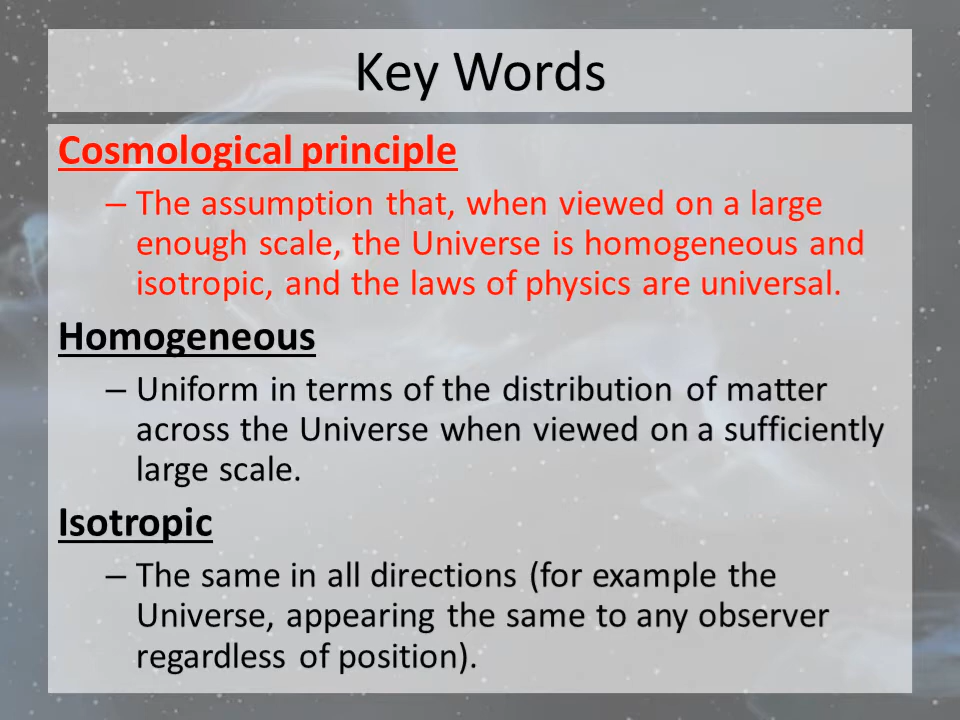 Key Words
Cosmological principle
– The assumption that, when viewed on a large
enough scale, the Universe is homogeneous and
isotropic, and the laws of physics are universal.
Homogeneous
– Uniform in terms of the distribution of matter
across the Universe when viewed on a sufficiently
large scale.
Isotropic
– The same in all directions (for example the
Universe, appearing the same to any observer
regardless of position).